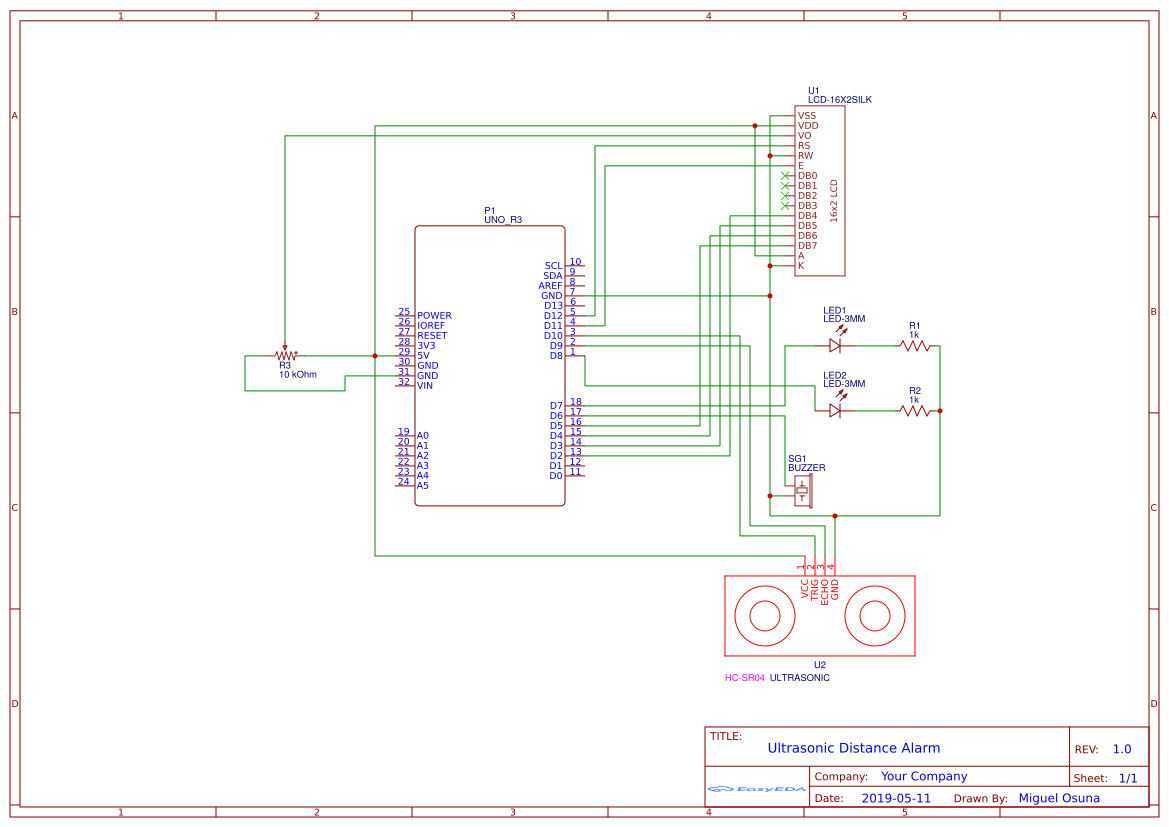 1 2 3 4 5
A A
B B
C C
D D
1 2 3 4 5
U1
LCD-16X2SILK
VSS
VDD
VO
RS
RW
E
DB0
DB1
DB2
DB3
DB4
DB5
DB6
DB7
A
K
16x2 LCD
P1
UNO_R3
SCL 10
SDA 9
AREF 8
GND 7
D13 6
D12 5
D11 4
D10 3
D9 2
D8 1
25 POWER
26 IOREF
27 RESET
28 3V3
29 5V
30 GND
31 GND
32 VIN
D7 18
D6 17
D5 16
D4 15
D3 14
D2 13
D1 12
D0 11
19 A0
20 A1
21 A2
22 A3
23 A4
24 A5
R3
10 kOhm
LED1
LED-3MM
R1
1k
LED2
LED-3MM
R2
1k
SG1
BUZZER
1 2 3 4
VCC
TRIG
ECHO
GND
U2
HC-SR04 ULTRASONIC
TITLE:
Ultrasonic Distance Alarm
REV: 1.0
EasyEDA
Company: Your Company
Sheet: 1/1
Date: 2019-05-11 Drawn By: Miguel Osuna